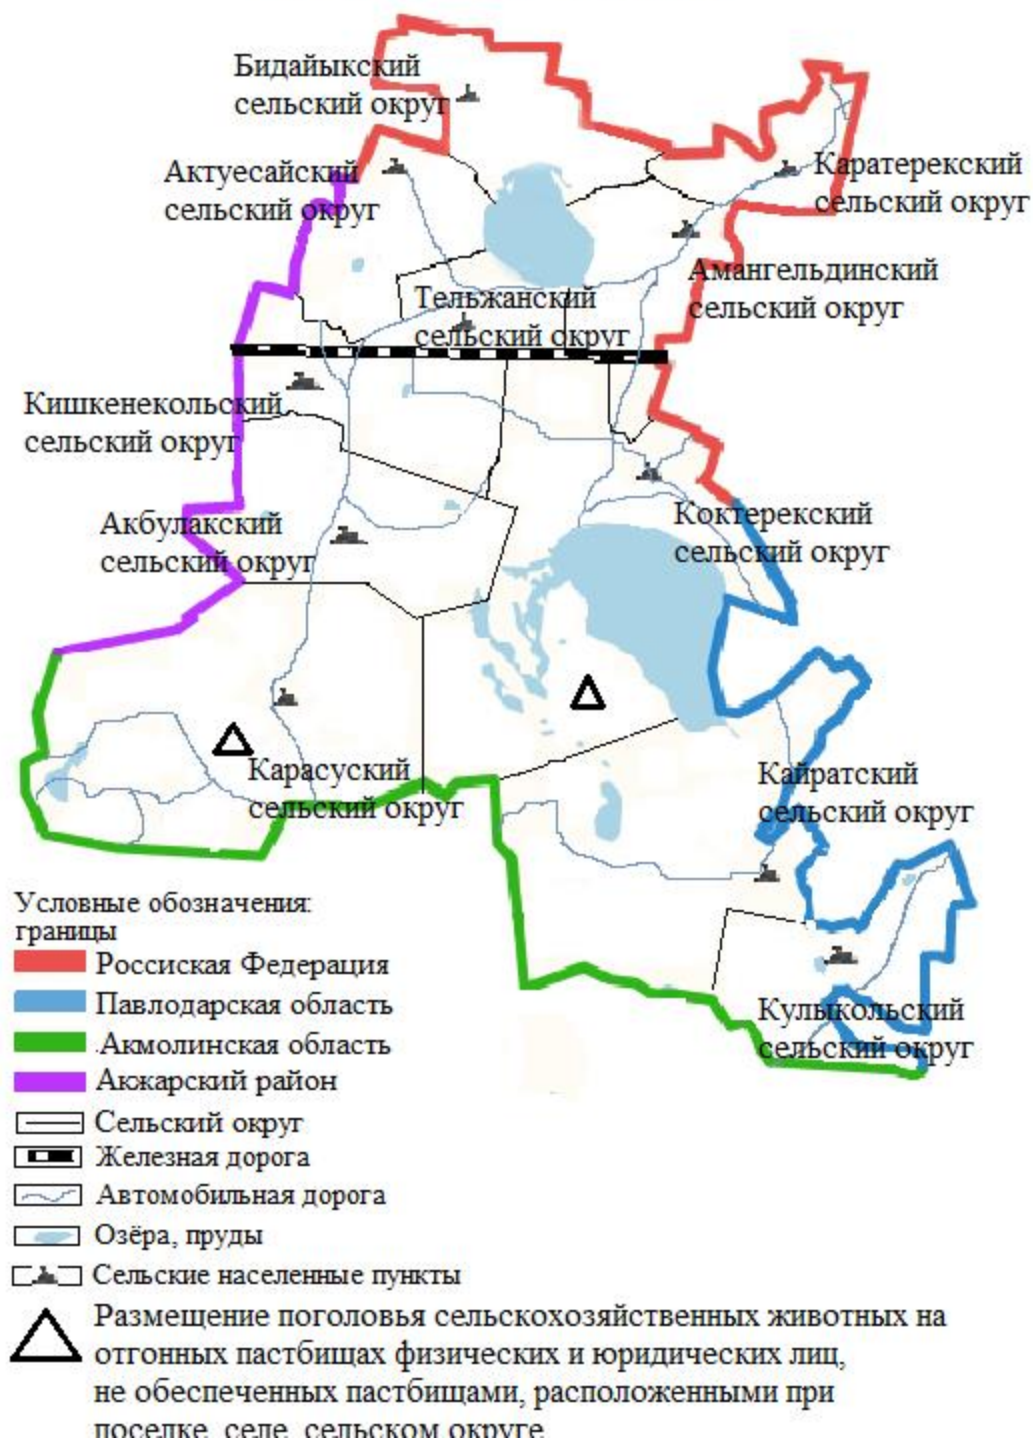 Бидайыкский
сельский округ
Актуесайский
сельский округ
Каратерекский
сельский округ
Амангельдинский
сельский округ
Тельжанский
сельский округ
Кишкенекольский
сельский округ
Акбулакский
сельский округ
Коктерекский
сельский округ
Карасуский
сельский округ
Кайратский
сельский округ
Кулыкольский
сельский округ
Условные обозначения:
границы
Россиская Федерация
Павлодарская область
Акмолинская область
Акжарский район
Сельский округ
Железная дорога
Автомобильная дорога
Озёра, пруды
Сельские населенные пункты
Размещение поголовья сельскохозяйственных животных на
отгонных пастбищах физических и юридических лиц,
не обеспеченных пастбищами, расположенными при
поселке, селе, сельском округе